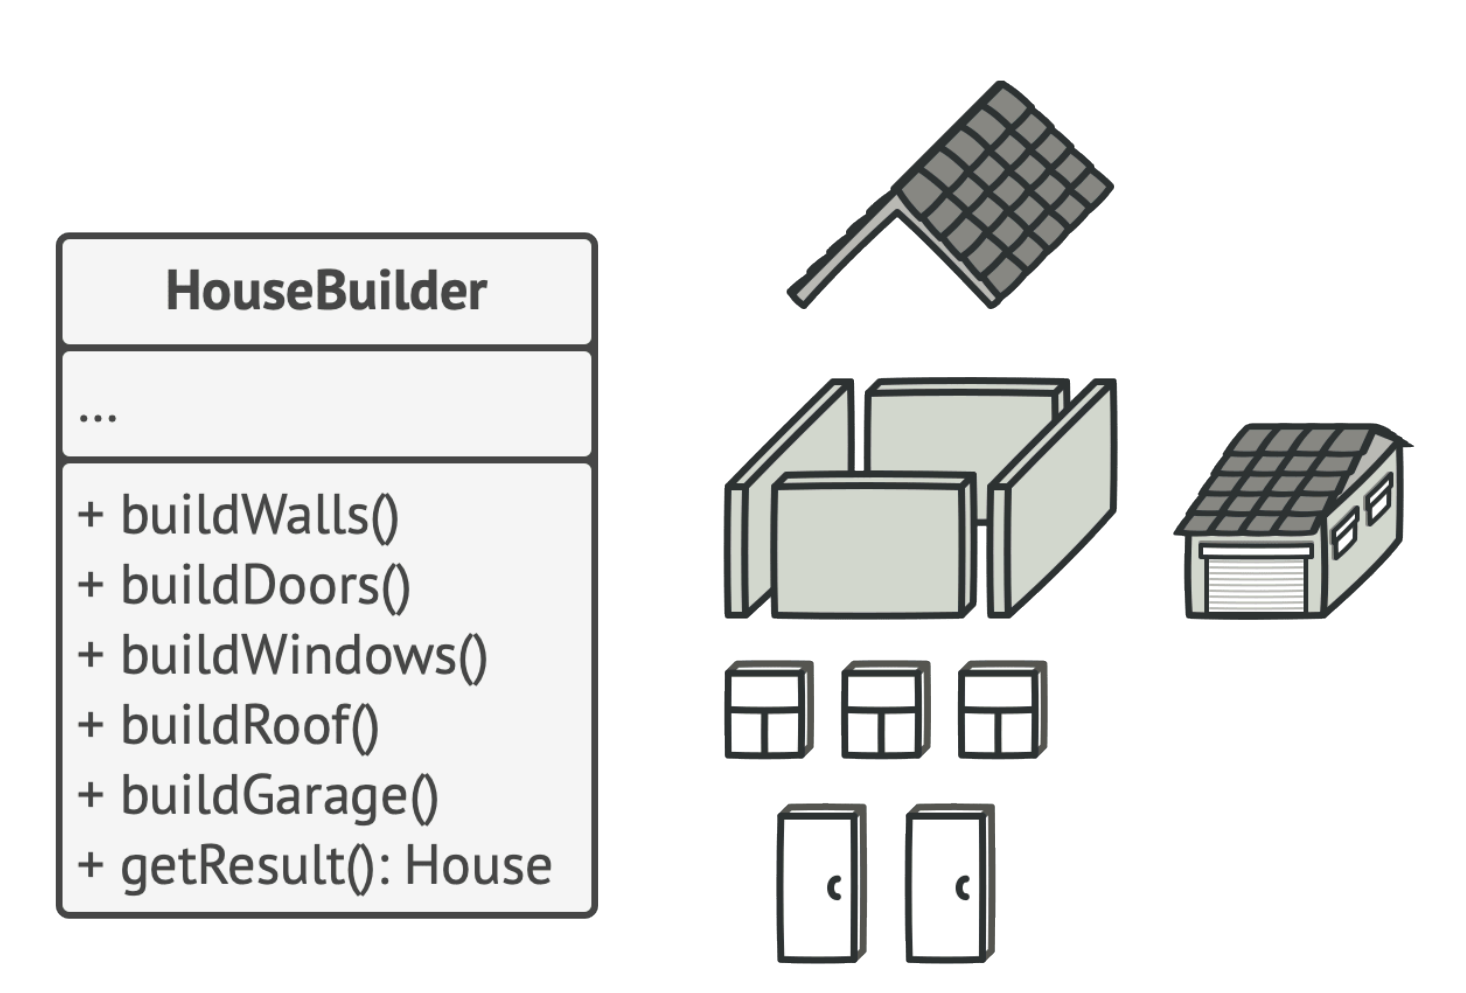 HouseBuilder
...
+ buildWalls()
+ buildDoors()
+ buildWindows()
+ buildRoof()
+ buildGarage()
+ getResult(): House